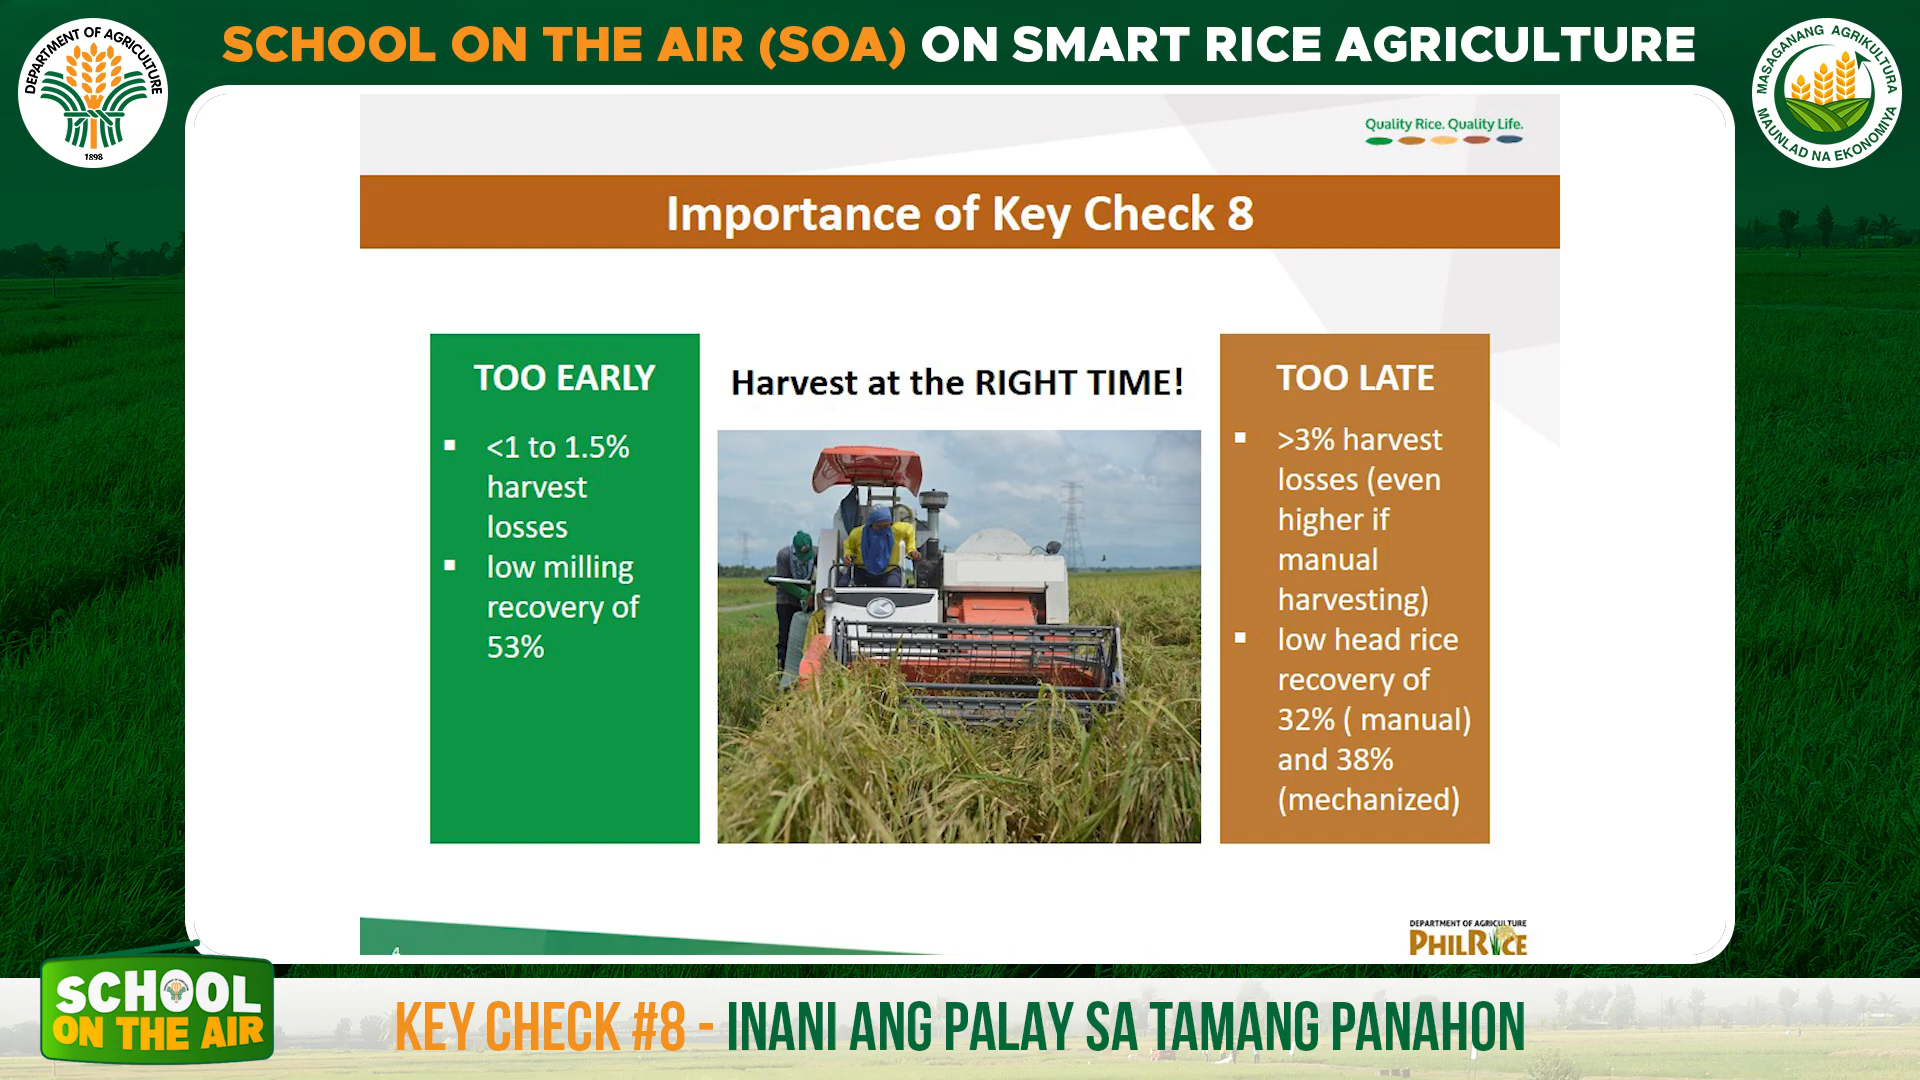 SCHOOL ON THE AIR (SOA) ON SMART RICE AGRICULTURE
DEPARTMENT OF AGRICULTURE
1898
MASAGANANG AGRIKULTURA
MAUNLAD NA EKONOMIYA
Quality Rice. Quality Life.
Importance of Key Check 8
TOO EARLY
▪ <1 to 1.5%
harvest
losses
▪ low milling
recovery of
53%
Harvest at the RIGHT TIME!
TOO LATE
▪ >3% harvest
losses (even
higher if
manual
harvesting)
▪ low head rice
recovery of
32% ( manual)
and 38%
(mechanized)
4
DEPARTMENT OF AGRICULTURE
PHILRICE
SCHOOL
ON THE AIR
KEY CHECK #8 - INANI ANG PALAY SA TAMANG PANAHON